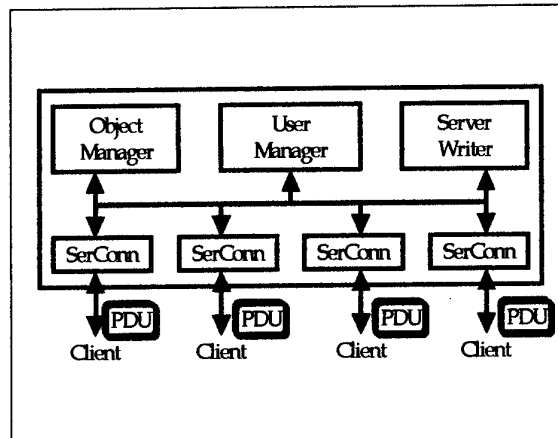 Object
Manager
User
Manager
Server
Writer
SerConn
SerConn
SerConn
SerConn
PDU
PDU
PDU
PDU
Client
Client
Client
Client